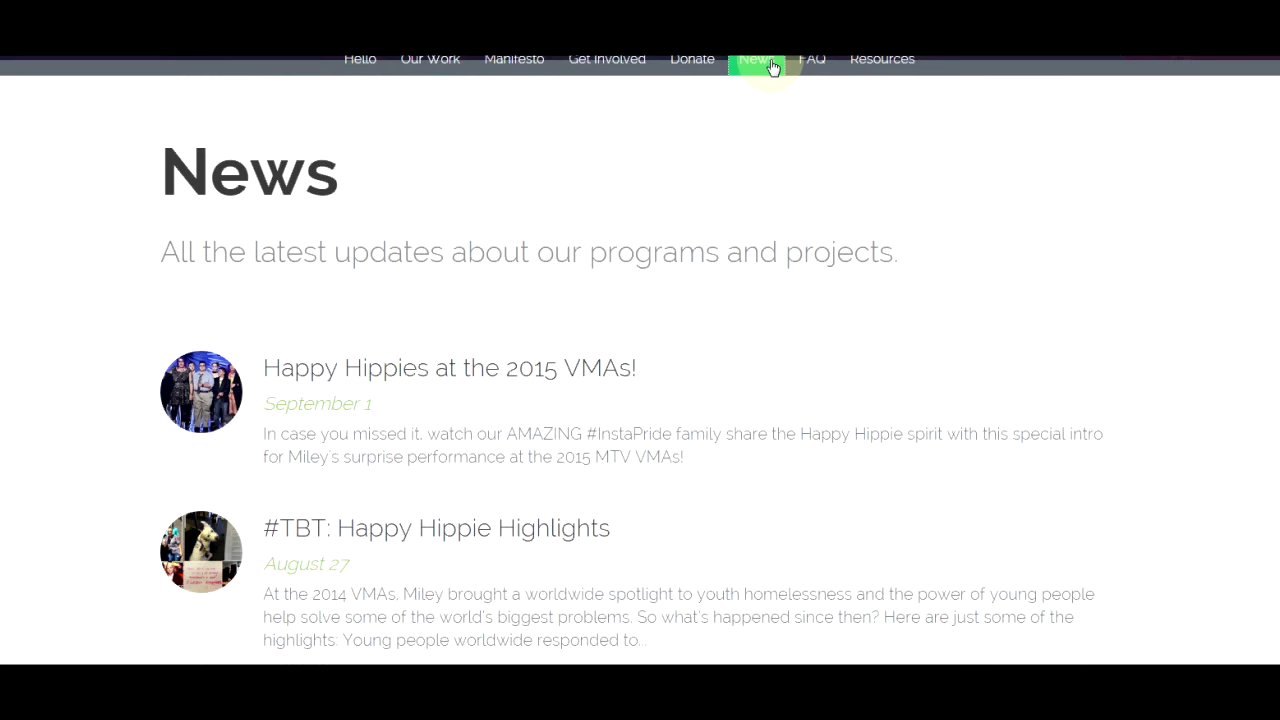 Hello Our Work Manifesto Get Involved Donate News FAQ Resources
News
All the latest updates about our programs and projects.
Happy Hippies at the 2015 VMAs!
September 1
In case you missed it, watch our AMAZING #InstaPride family share the Happy Hippie spirit with this special intro
for Miley's surprise performance at the 2015 MTV VMAs!
#TBT: Happy Hippie Highlights
August 27
At the 2014 VMAs, Miley brought a worldwide spotlight to youth homelessness and the power of young people
help solve some of the world's biggest problems. So what's happened since then? Here are just some of the
highlights: Young people worldwide responded to...